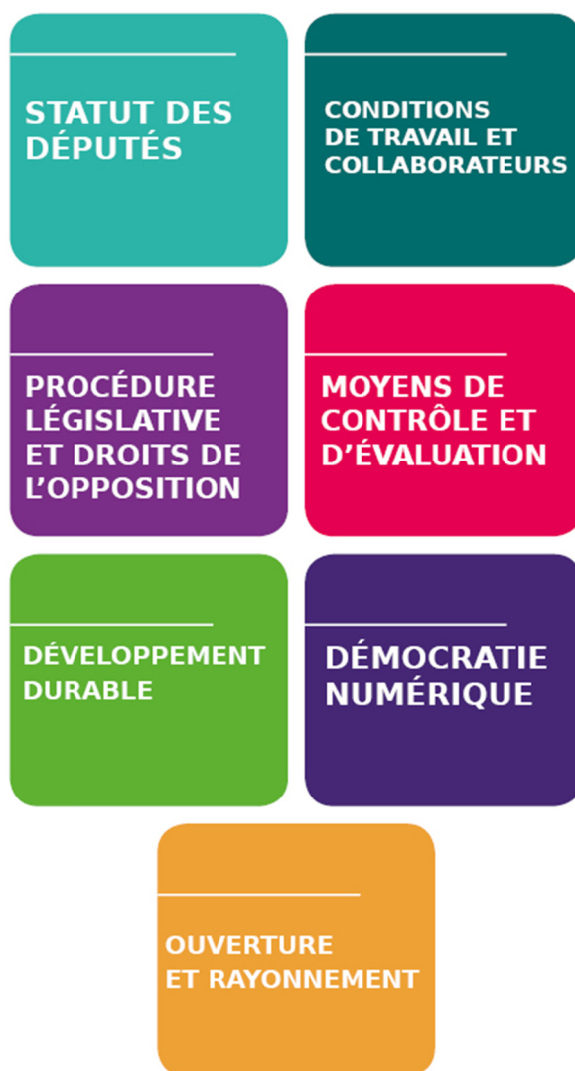 STATUT DES
DÉPUTÉS
CONDITIONS
DE TRAVAIL ET
COLLABORATEURS
PROCÉDURE
LÉGISLATIVE
ET DROITS DE
L’OPPOSITION
MOYENS DE
CONTRÔLE ET
D’ÉVALUATION
DÉVELOPPEMENT
DURABLE
DÉMOCRATIE
NUMÉRIQUE
OUVERTURE
ET RAYONNEMENT